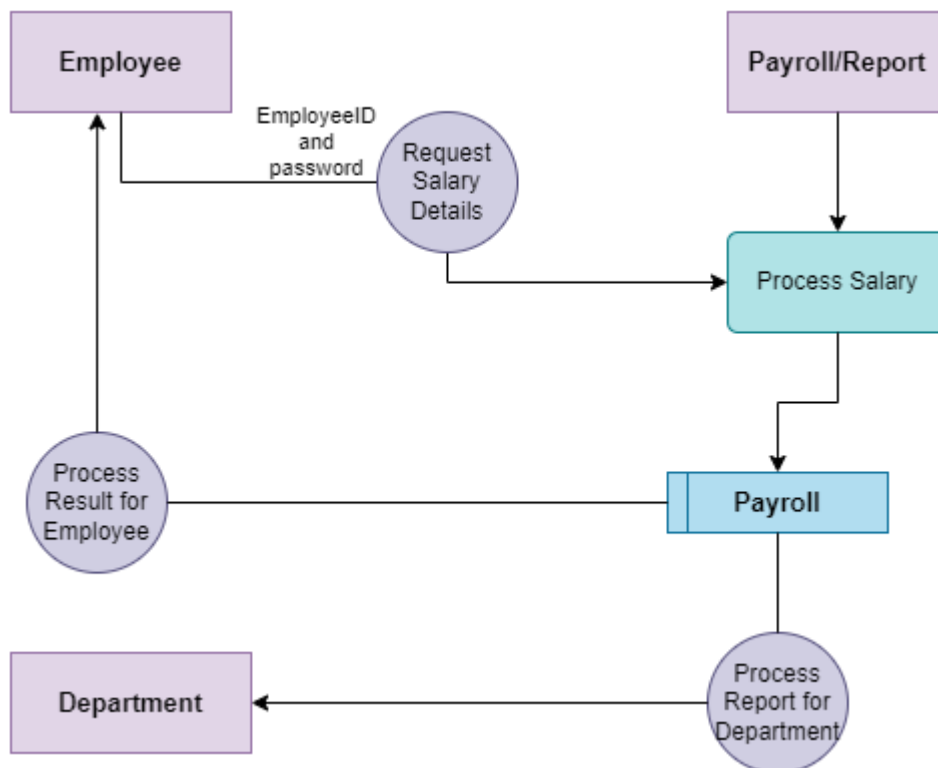 Employee
Payroll/Report
EmployeeID
and
password
Request
Salary
Details
Process Salary
Process
Result for
Employee
Payroll
Department
Process
Report for
Department